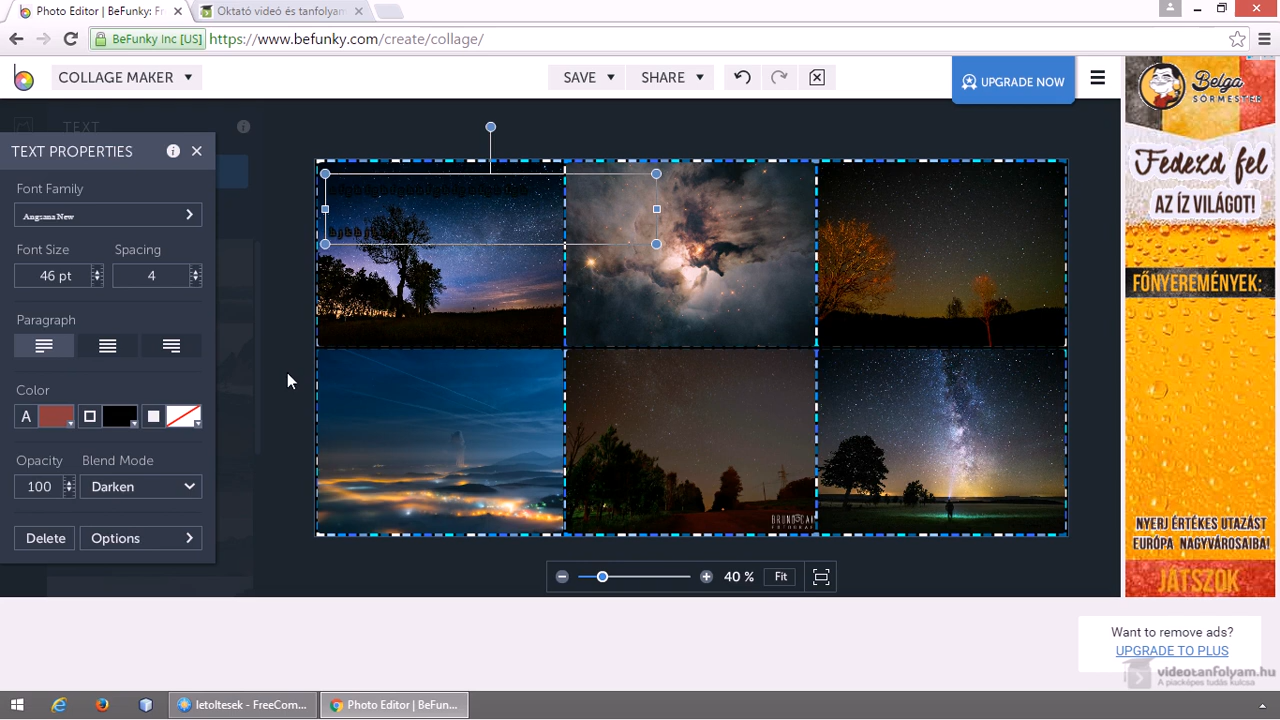 Photo Editor | BeFunky: Fr
Oktató videó és tanfolyam
BeFunky Inc [US]
https://www.befunky.com/create/collage/
COLLAGE MAKER
SAVE
SHARE
UPGRADE NOW
TEXT
TEXT PROPERTIES
Font Family
Angsana New
Font Size
Spacing
46 pt
4
Paragraph
Color
A
Opacity
Blend Mode
100
Darken
Delete
Options
40 %
Fit
Belga
SÖRMESTER
Fedezd fel
AZ ÍZ VILÁGOT!
FŐNYEREMÉNYEK:
NYERJ ÉRTÉKES UTAZÁST
EURÓPA NAGYVÁROSAIBA!
JÁTSZOK
Want to remove ads?
UPGRADE TO PLUS
videotanfolyam.hu
A piacképes tudás kulcsa
letoltesek - FreeCom...
Photo Editor | BeFun...